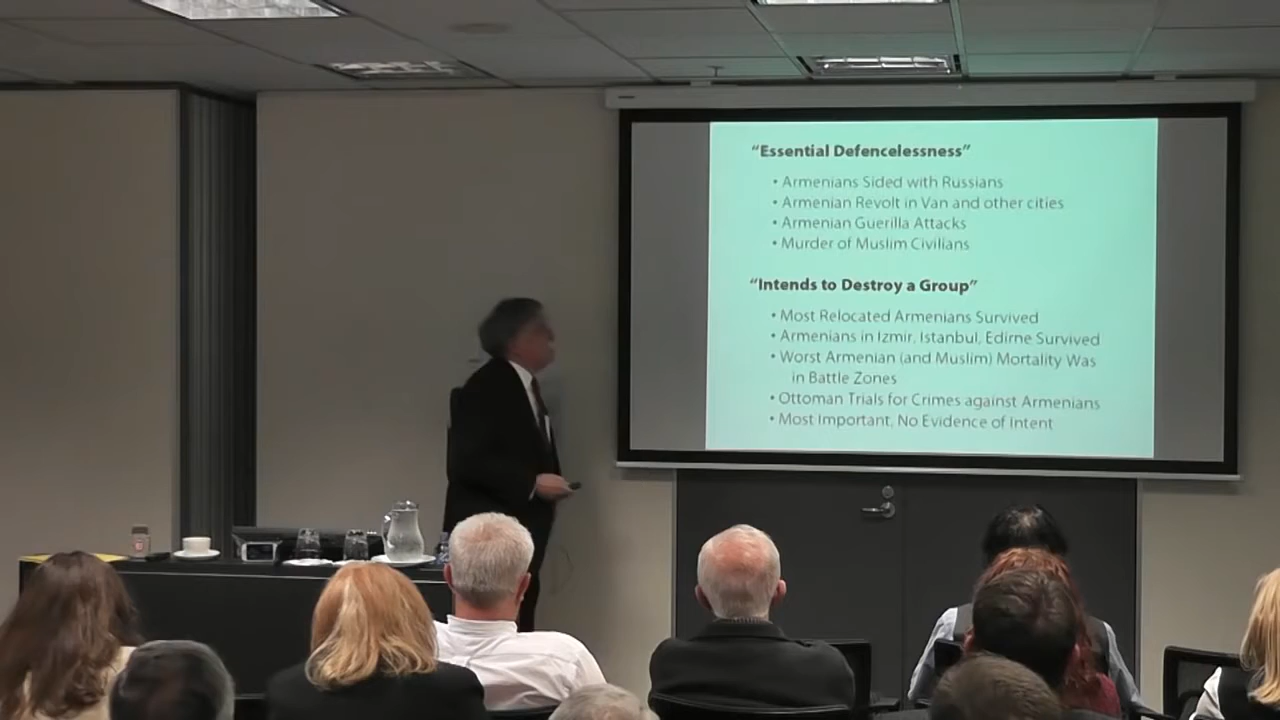 “Essential Defencelessness”
• Armenians Sided with Russians
• Armenian Revolt in Van and other cities
• Armenian Guerilla Attacks
• Murder of Muslim Civilians
“Intends to Destroy a Group”
• Most Relocated Armenians Survived
• Armenians in Izmir, Istanbul, Edirne Survived
• Worst Armenian (and Muslim) Mortality Was
in Battle Zones
• Ottoman Trials for Crimes against Armenians
• Most Important, No Evidence of Intent